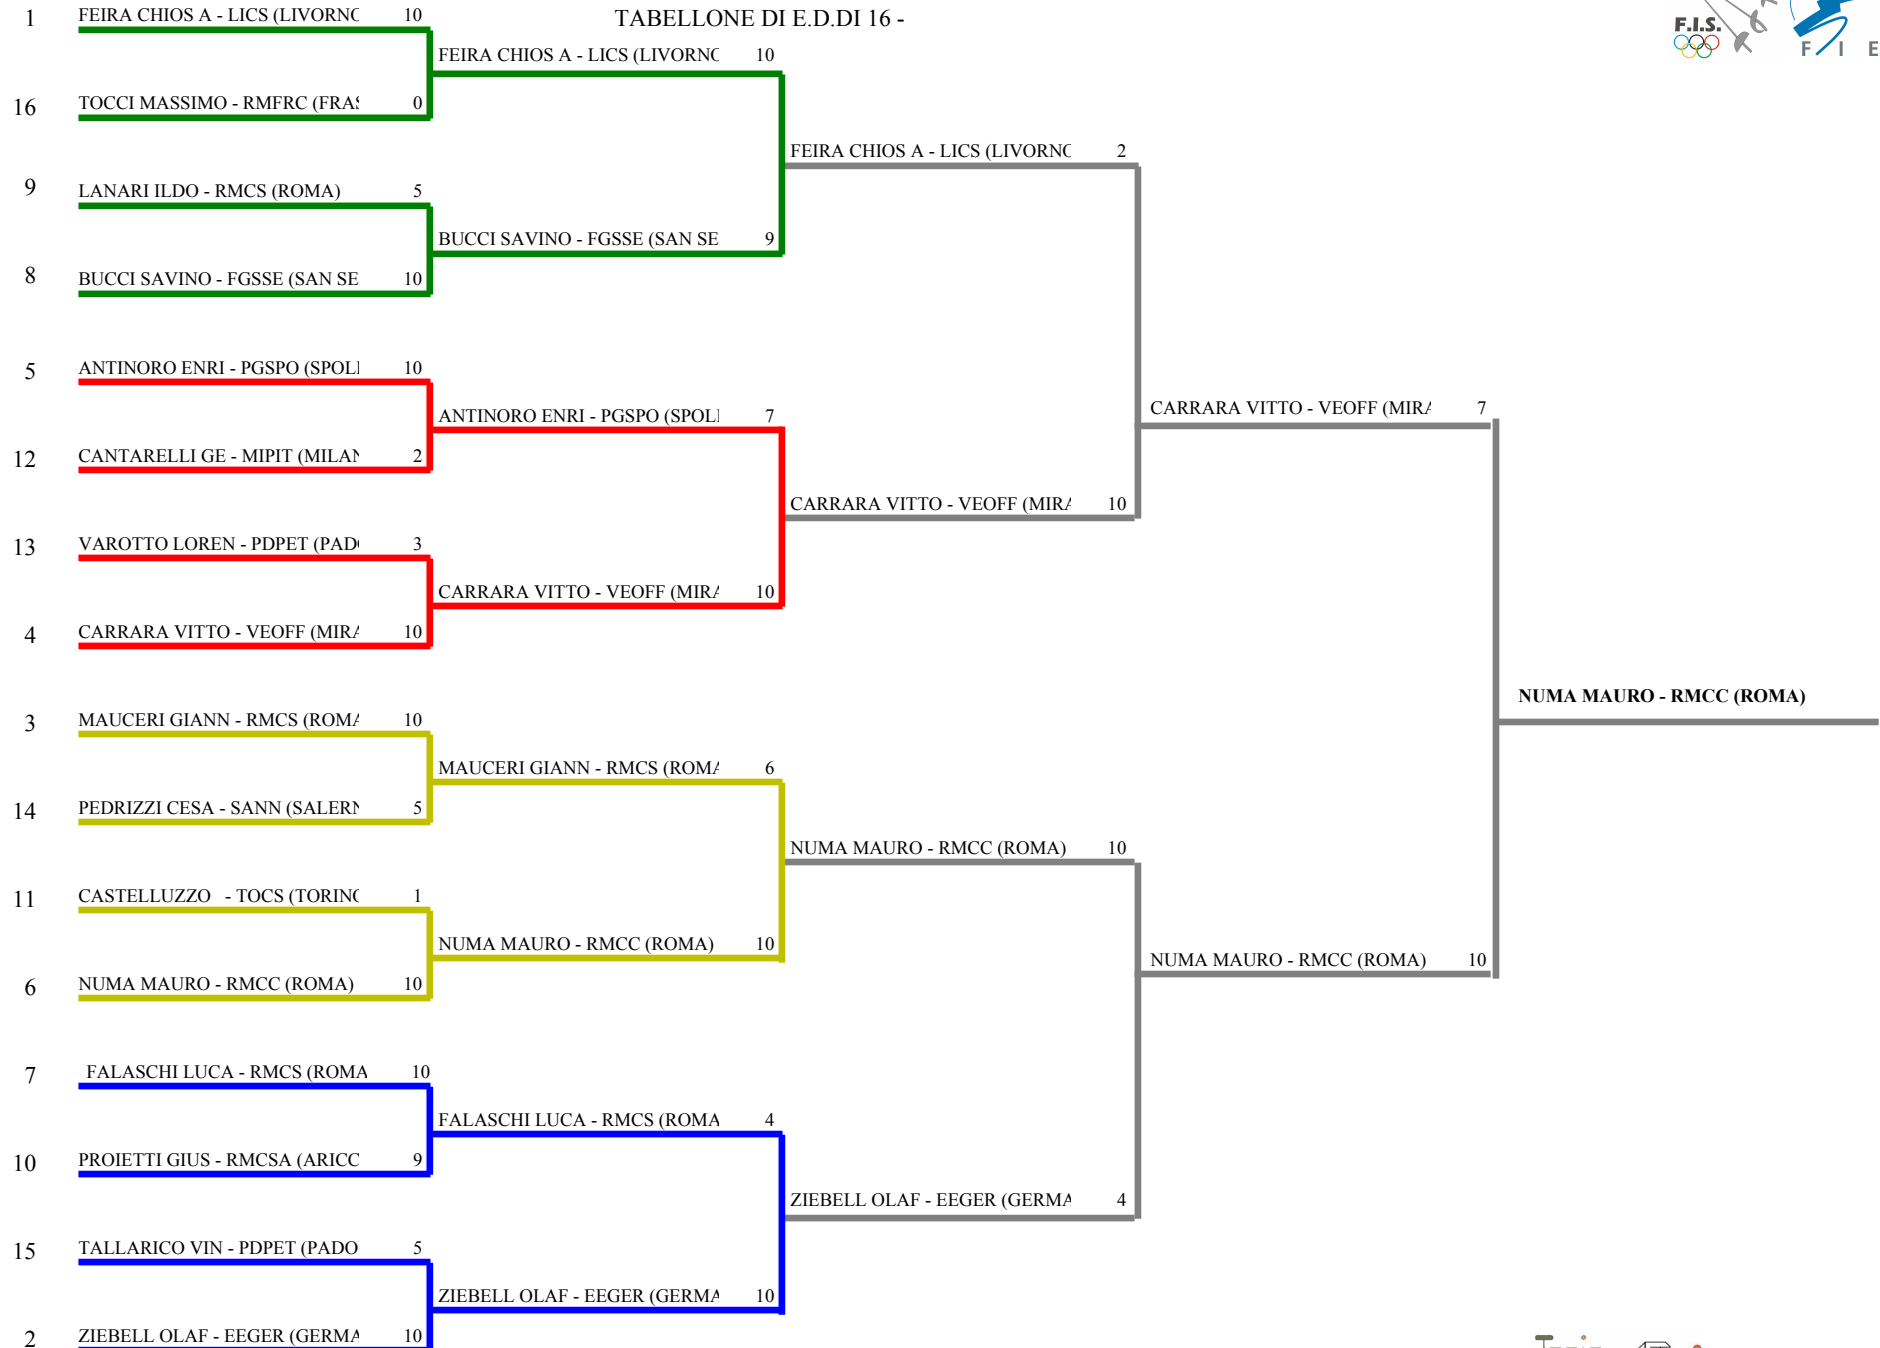 TABELLONE DI E.D.DI 16 -
F.I.S.
F I E
1 FEIRA CHIOS A - LICS (LIVORNO 10
FEIRA CHIOS A - LICS (LIVORNO 10
16 TOCCI MASSIMO - RMFRC (FRAS 0
FEIRA CHIOS A - LICS (LIVORNO 2
9 LANARI ILDO - RMCS (ROMA) 5
BUCCI SAVINO - FGSSE (SAN SE 9
8 BUCCI SAVINO - FGSSE (SAN SE 10
5 ANTINORO ENRI - PGSPO (SPOLI 10
ANTINORO ENRI - PGSPO (SPOLI 7
CARRARA VITTO - VEOFF (MIRA 7
12 CANTARELLI GE - MIPIT (MILAN 2
CARRARA VITTO - VEOFF (MIRA 10
13 VAROTTO LOREN - PDPET (PADO 3
CARRARA VITTO - VEOFF (MIRA 10
4 CARRARA VITTO - VEOFF (MIRA 10
NUMA MAURO - RMCC (ROMA)
3 MAUCERI GIANN - RMCS (ROMA 10
MAUCERI GIANN - RMCS (ROMA 6
14 PEDRIZZI CESA - SANN (SALERN 5
NUMA MAURO - RMCC (ROMA) 10
11 CASTELLUZZO - TOCS (TORINO 1
NUMA MAURO - RMCC (ROMA) 10
NUMA MAURO - RMCC (ROMA) 10
6 NUMA MAURO - RMCC (ROMA) 10
7 FALASCHI LUCA - RMCS (ROMA 10
FALASCHI LUCA - RMCS (ROMA 4
10 PROIETTI GIUS - RMCSA (ARICC 9
ZIEBELL OLAF - EEGER (GERMA 4
15 TALLARICO VIN - PDPET (PADO 5
ZIEBELL OLAF - EEGER (GERMA 10
2 ZIEBELL OLAF - EEGER (GERMA 10